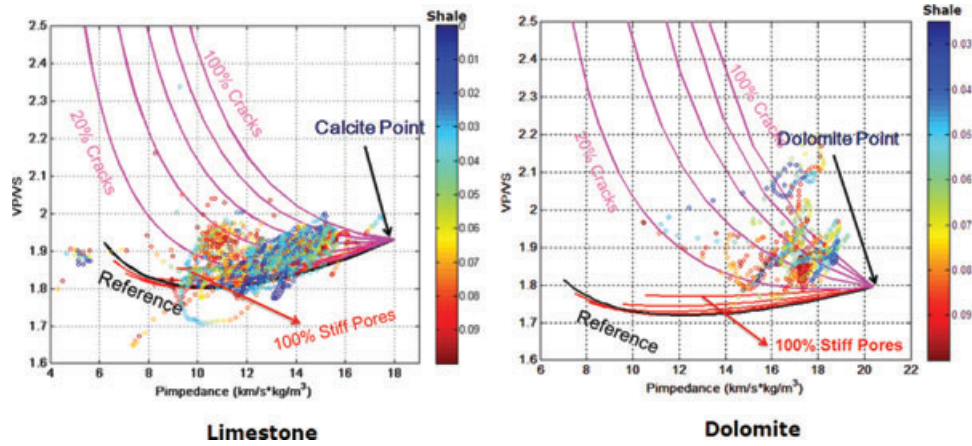 Shale
2.5
2.4
2.3
2.2
2.1
2
1.9
1.8
1.7
1.6
VP/VS
100% Cracks
20% Cracks
Calcite Point
Reference
100% Stiff Pores
4 6 8 10 12 14 16 18 19
Pimpedance (km/s*kg/m³)
0
0.01
0.02
0.03
0.04
0.05
0.06
0.07
0.08
0.09
Limestone
Shale
2.5
2.4
2.3
2.2
2.1
2
1.9
1.8
1.7
1.6
VP/VS
100% Cracks
20% Cracks
Dolomite Point
Reference
100% Stiff Pores
6 8 10 12 14 16 18 20 22
Pimpedance (km/s*kg/m³)
0.03
0.04
0.05
0.06
0.07
0.08
0.09
Dolomite